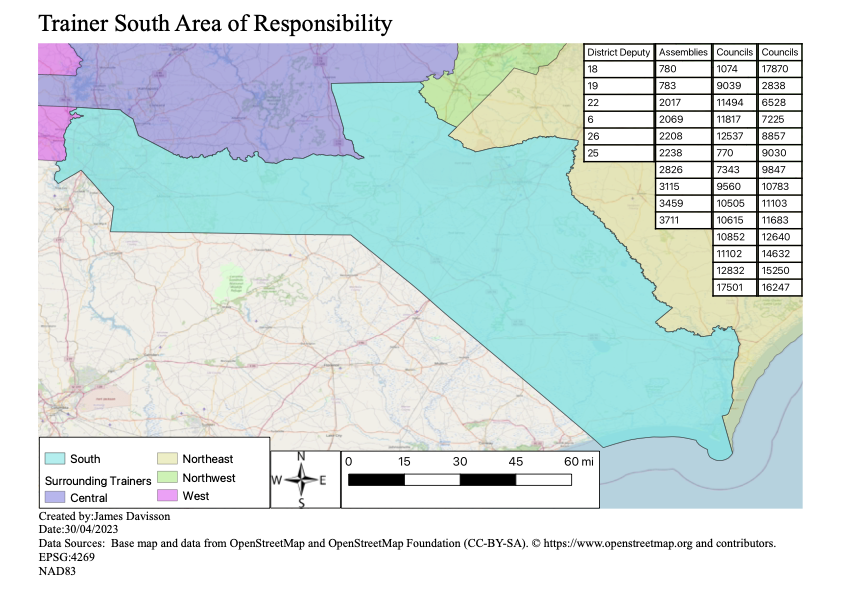 Trainer South Area of Responsibility
District Deputy Assemblies Councils Councils
18 780 1074 17870
19 783 9039 2838
22 2017 11494 6528
6 2069 11817 7225
26 2208 12537 8857
25 2238 770 9030
2826 7343 9847
3115 9560 10783
3459 10505 11103
3711 10615 11683
10852 12640
11102 14632
12832 15250
17501 16247
South
Surrounding Trainers
Central
Northeast
Northwest
West
N
W E
S
0 15 30 45 60 mi
Created by:James Davisson
Date:30/04/2023
Data Sources: Base map and data from OpenStreetMap and OpenStreetMap Foundation (CC-BY-SA). © https://www.openstreetmap.org and contributors.
EPSG:4269
NAD83